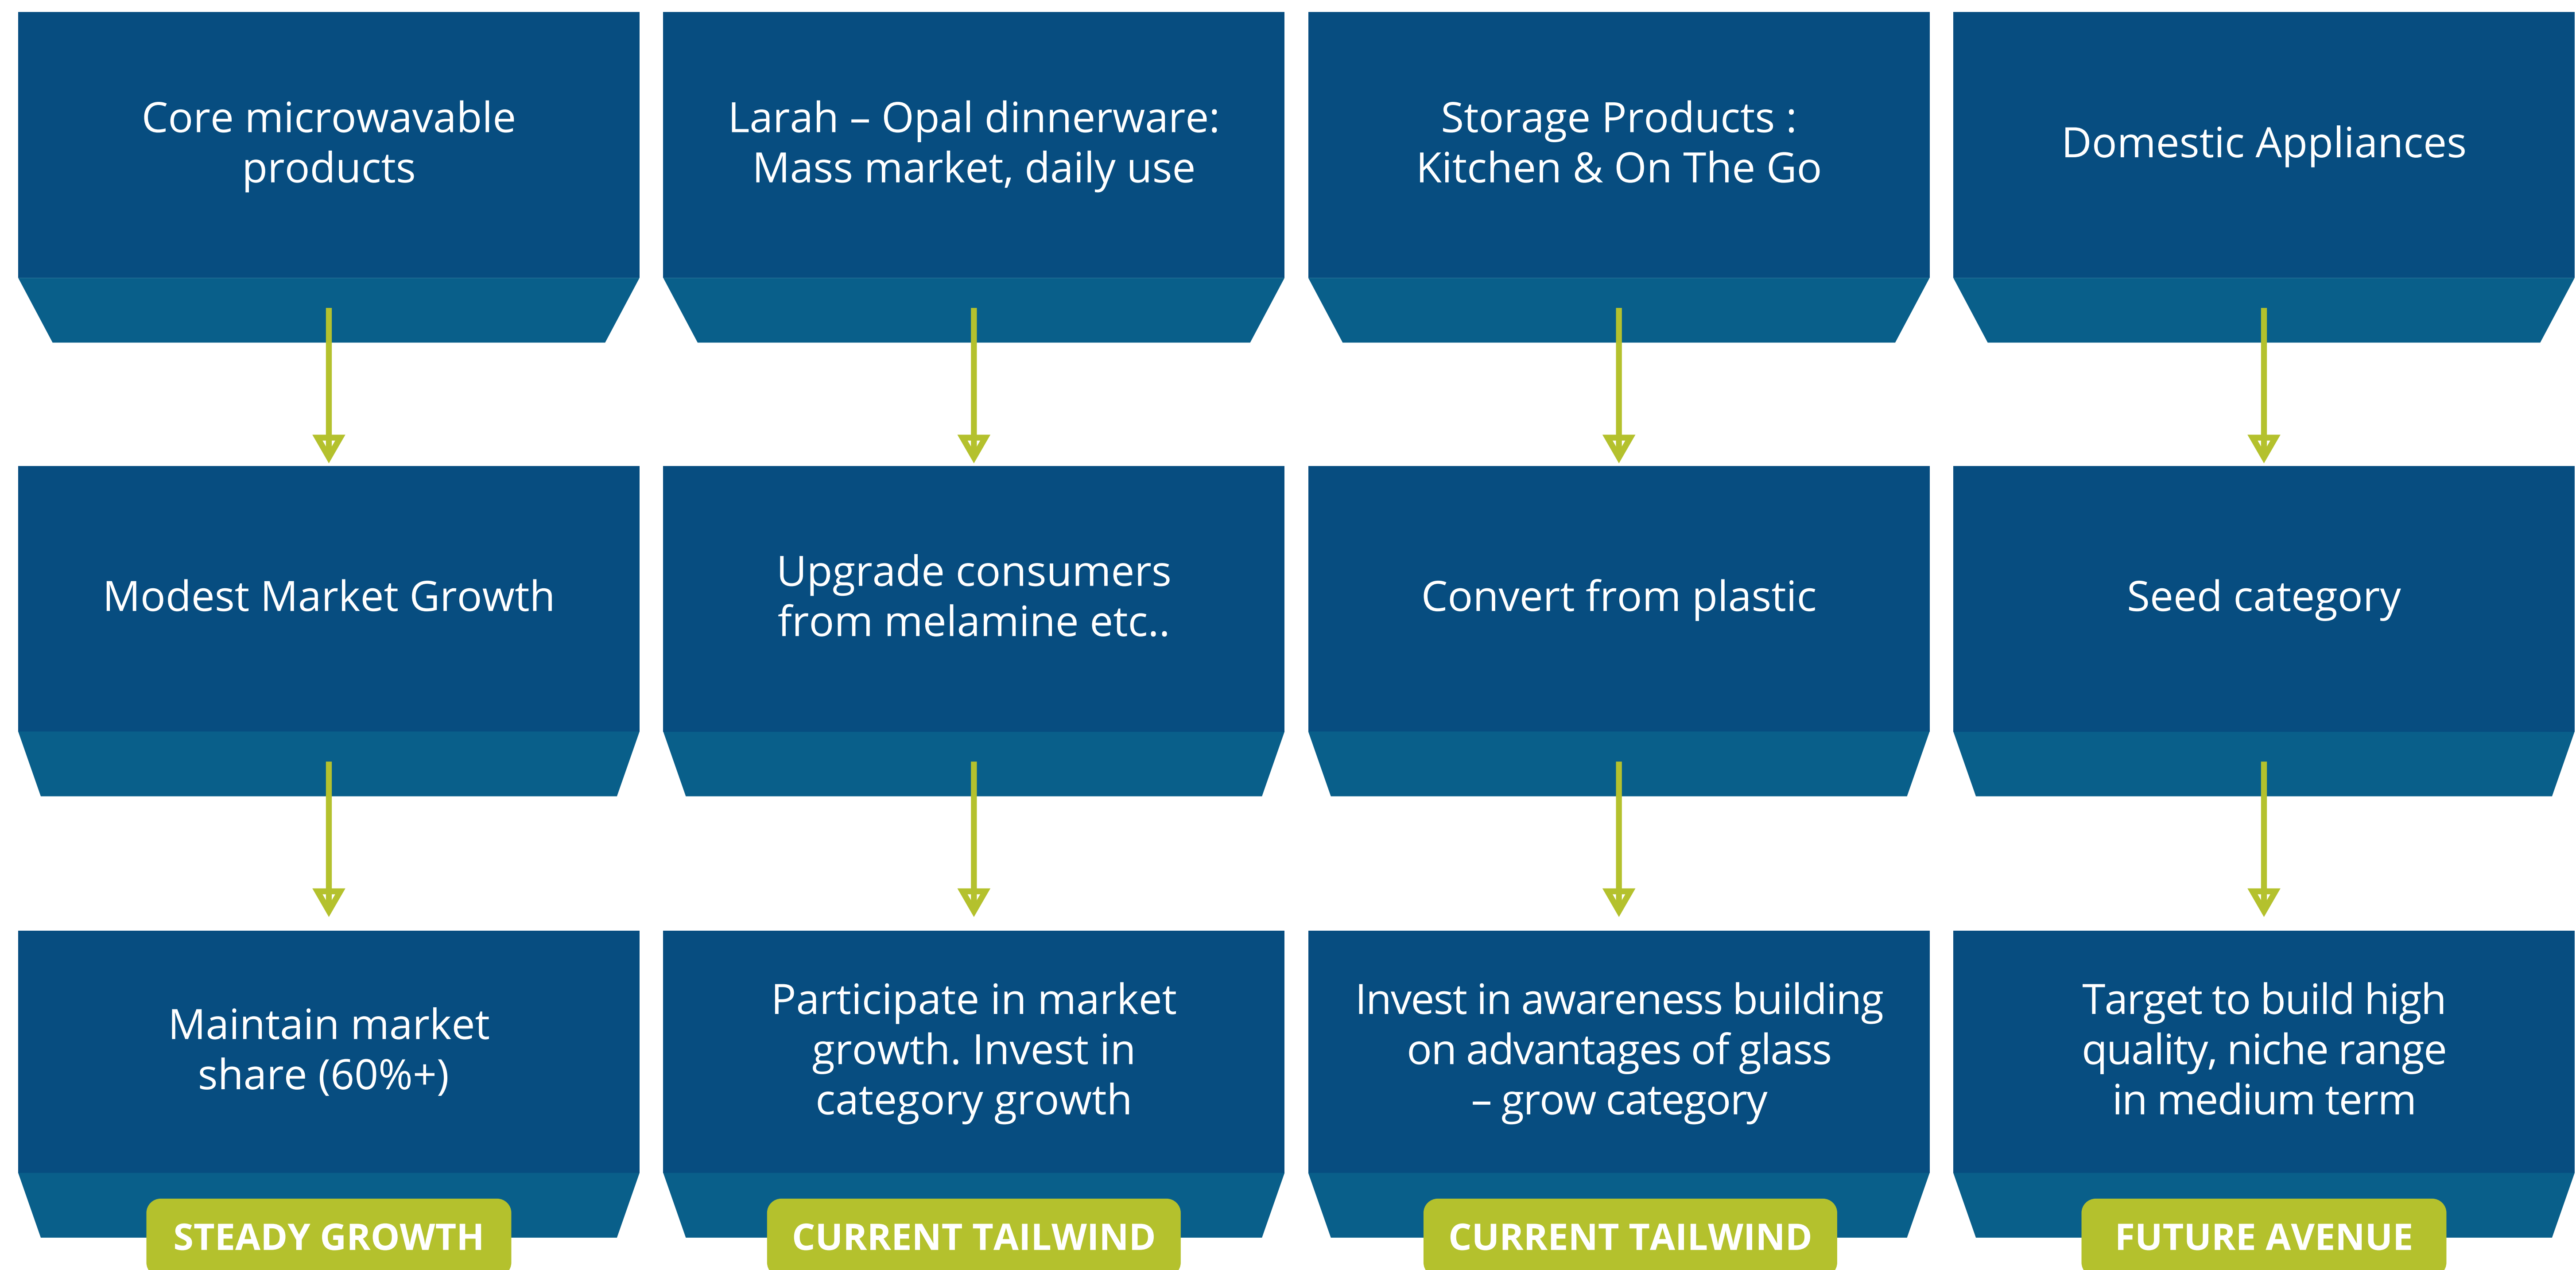 Core microwavable
products
Larah – Opal dinnerware:
Mass market, daily use
Storage Products :
Kitchen & On The Go
Domestic Appliances
Modest Market Growth
Upgrade consumers
from melamine etc..
Convert from plastic
Seed category
Maintain market
share (60%+)
Participate in market
growth. Invest in
category growth
Invest in awareness building
on advantages of glass
– grow category
Target to build high
quality, niche range
in medium term
STEADY GROWTH
CURRENT TAILWIND
CURRENT TAILWIND
FUTURE AVENUE